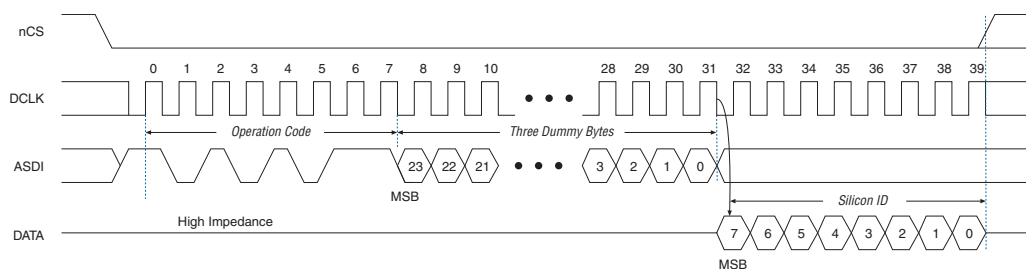 nCS
0 1 2 3 4 5 6 7 8 9 10 28 29 30 31 32 33 34 35 36 37 38 39
DCLK
Operation Code Three Dummy Bytes
ASDI 23 22 21 3 2 1 0
MSB
Silicon ID
High Impedance
DATA 7 6 5 4 3 2 1 0
MSB